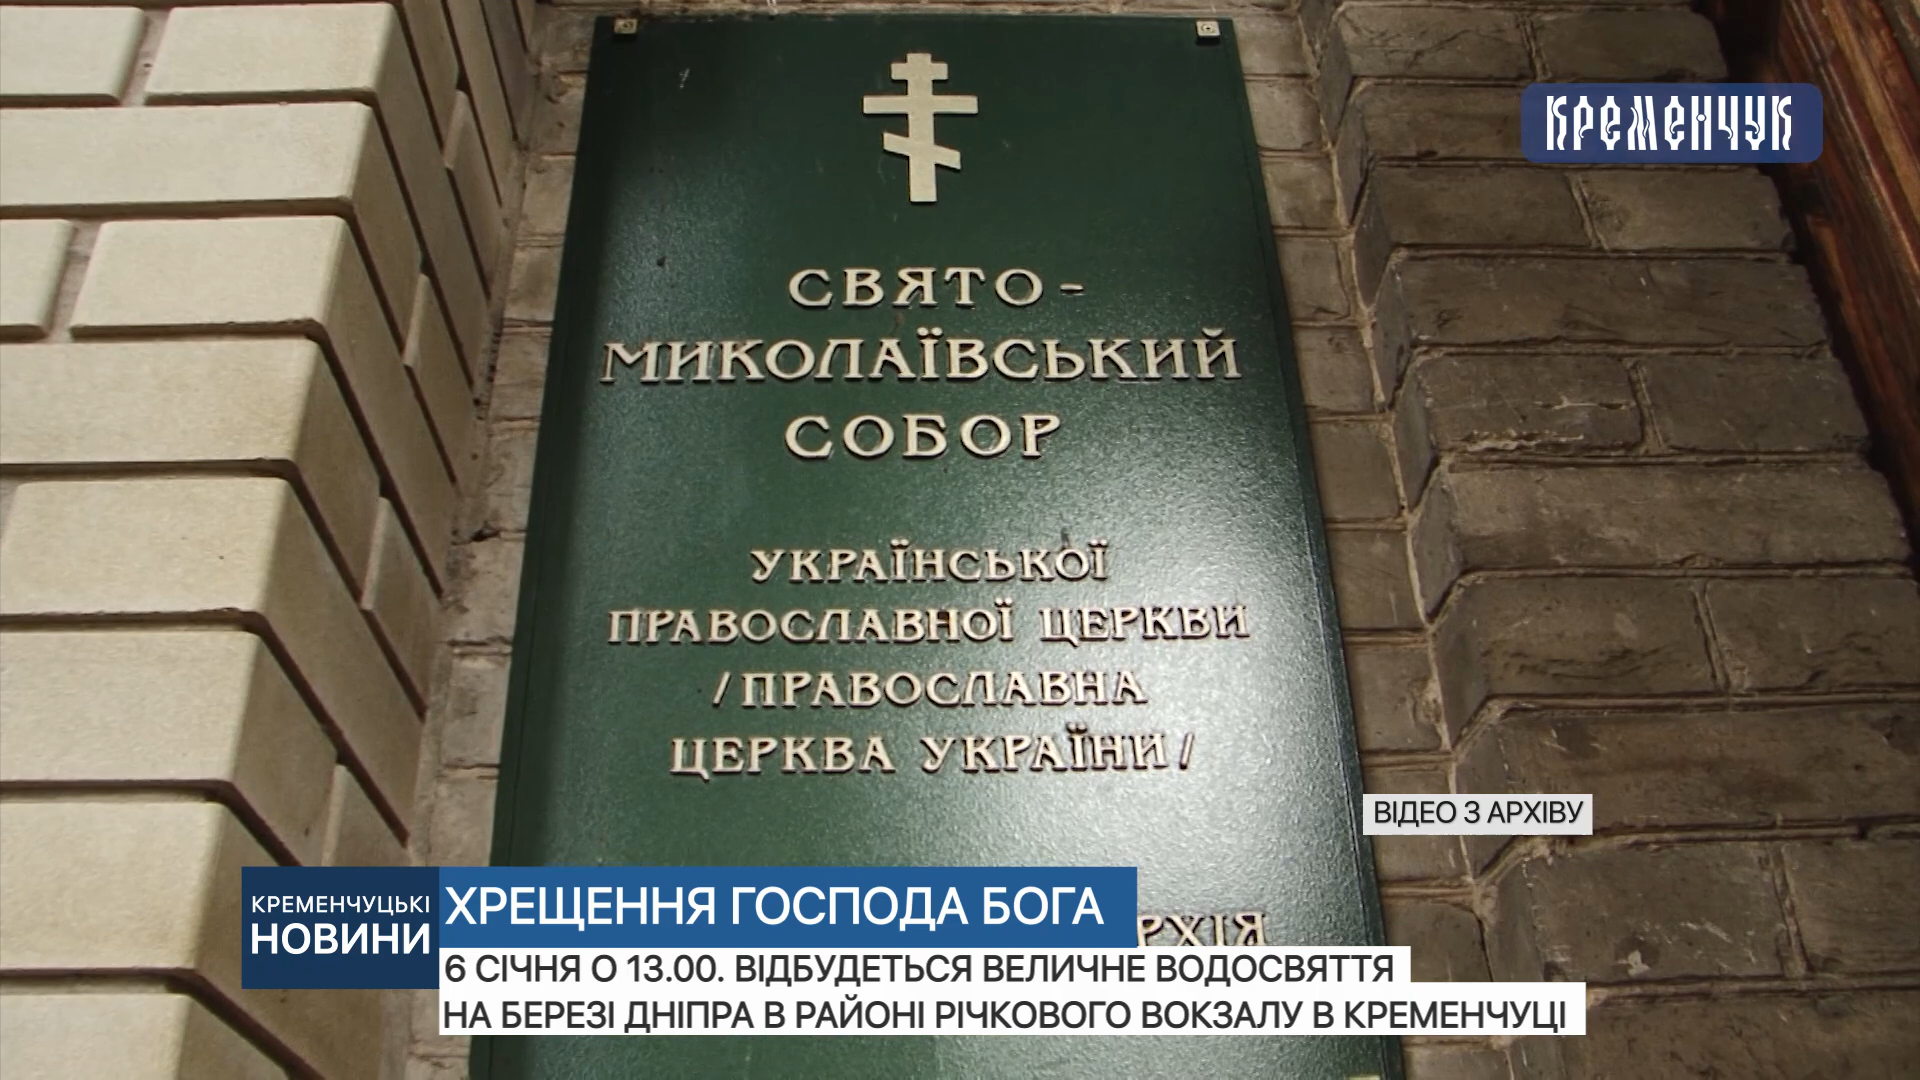 КРЕМЕНЧУК
СВЯТО-
МИКОЛАЇВСЬКИЙ
СОБОР
УКРАЇНСЬКОЇ
ПРАВОСЛАВНОЇ ЦЕРКВИ
/ПРАВОСЛАВНА
ЦЕРКВА УКРАЇНИ/
ВІДЕО З АРХІВУ
КРЕМЕНЧУЦЬКІ
НОВИНИ
ХРЕЩЕННЯ ГОСПОДА БОГА
6 СІЧНЯ О 13.00. ВІДБУДЕТЬСЯ ВЕЛИЧНЕ ВОДОСВЯТТЯ
НА БЕРЕЗІ ДНІПРА В РАЙОНІ РІЧКОВОГО ВОКЗАЛУ В КРЕМЕНЧУЦІ